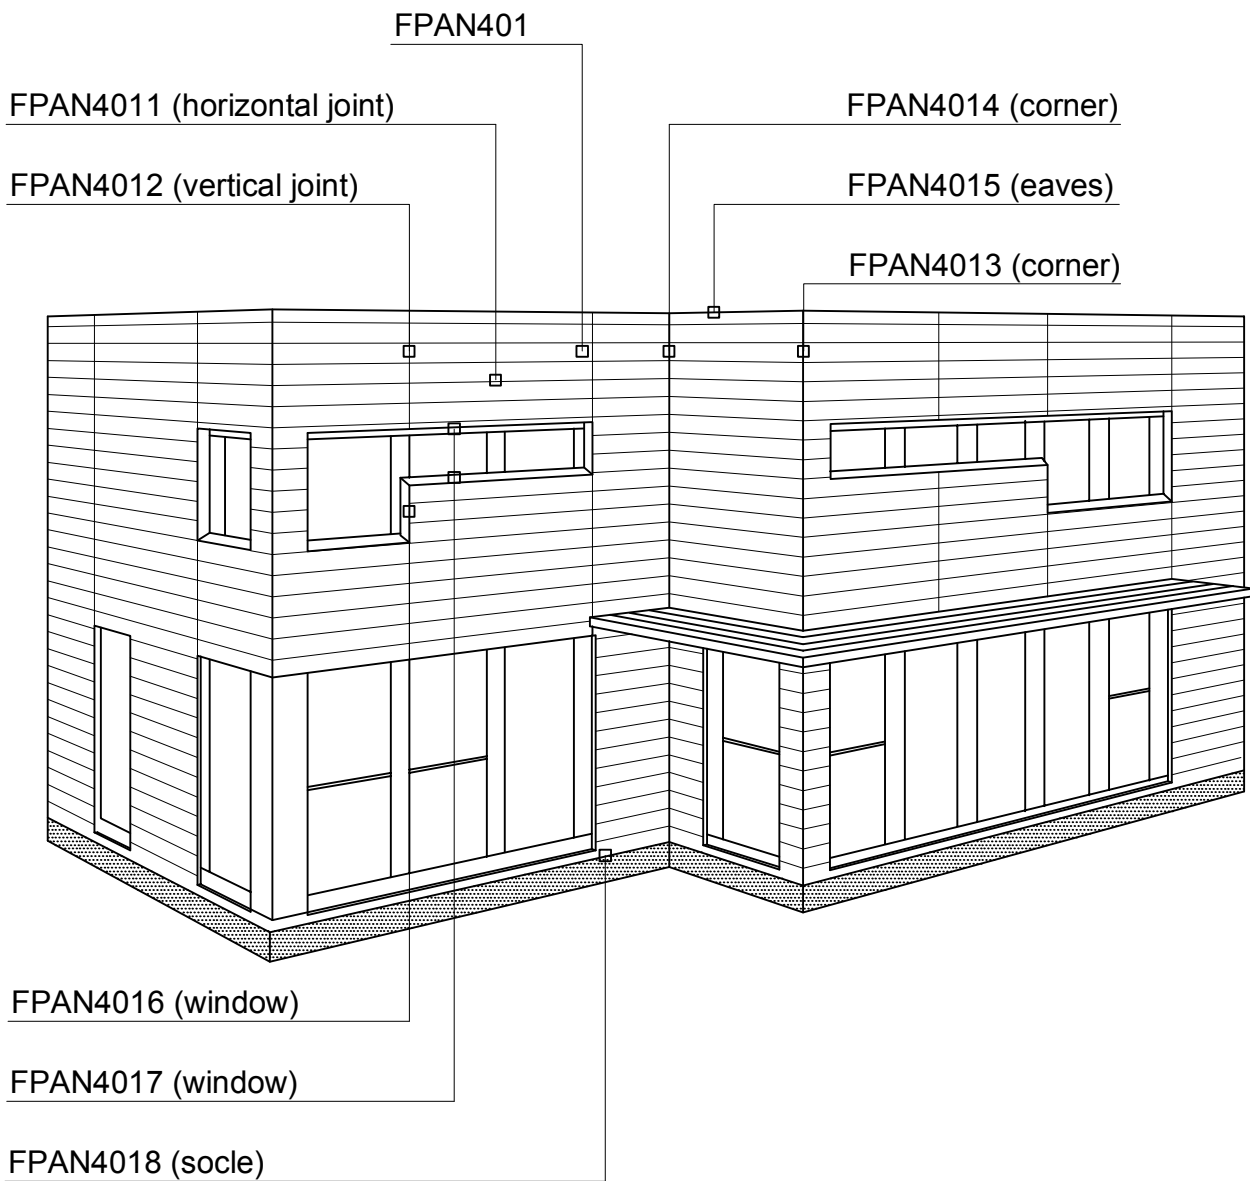 FPAN401
FPAN4011 (horizontal joint)
FPAN4014 (corner)
FPAN4012 (vertical joint)
FPAN4015 (eaves)
FPAN4013 (corner)
FPAN4016 (window)
FPAN4017 (window)
FPAN4018 (socle)